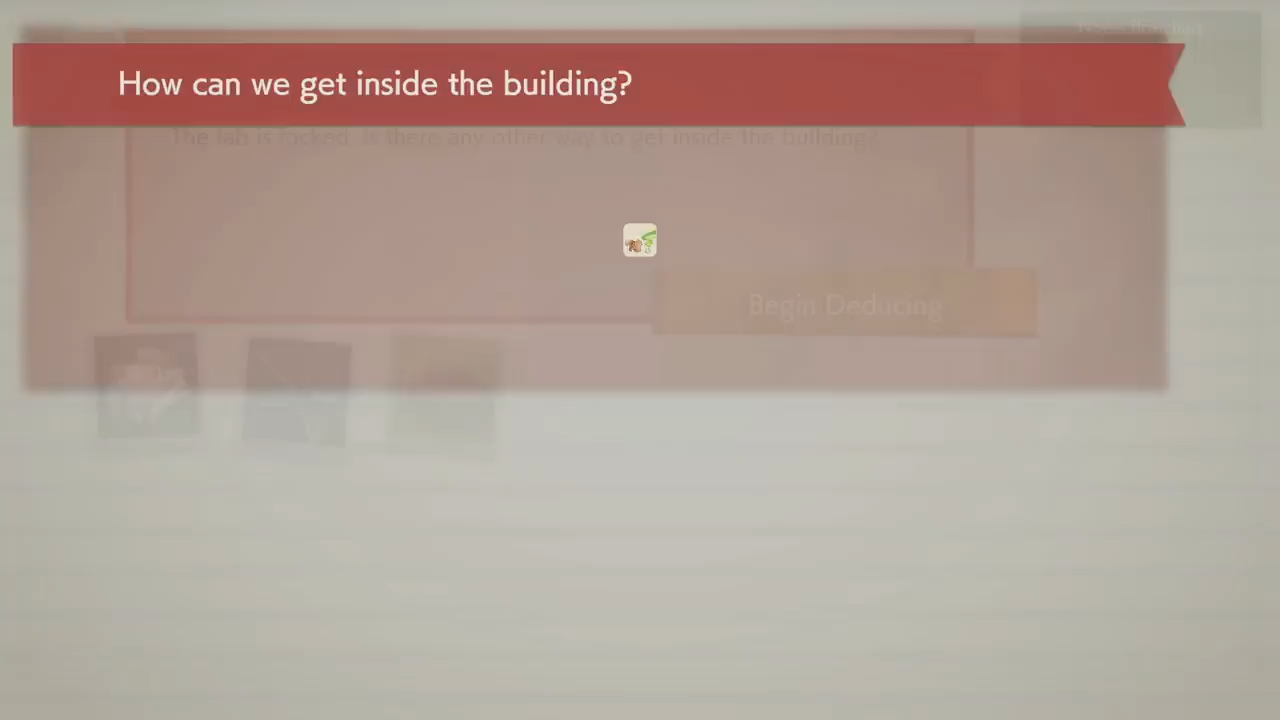 How can we get inside the building?
The lab is locked. Is there any other way to get inside the building?
Begin Deducing